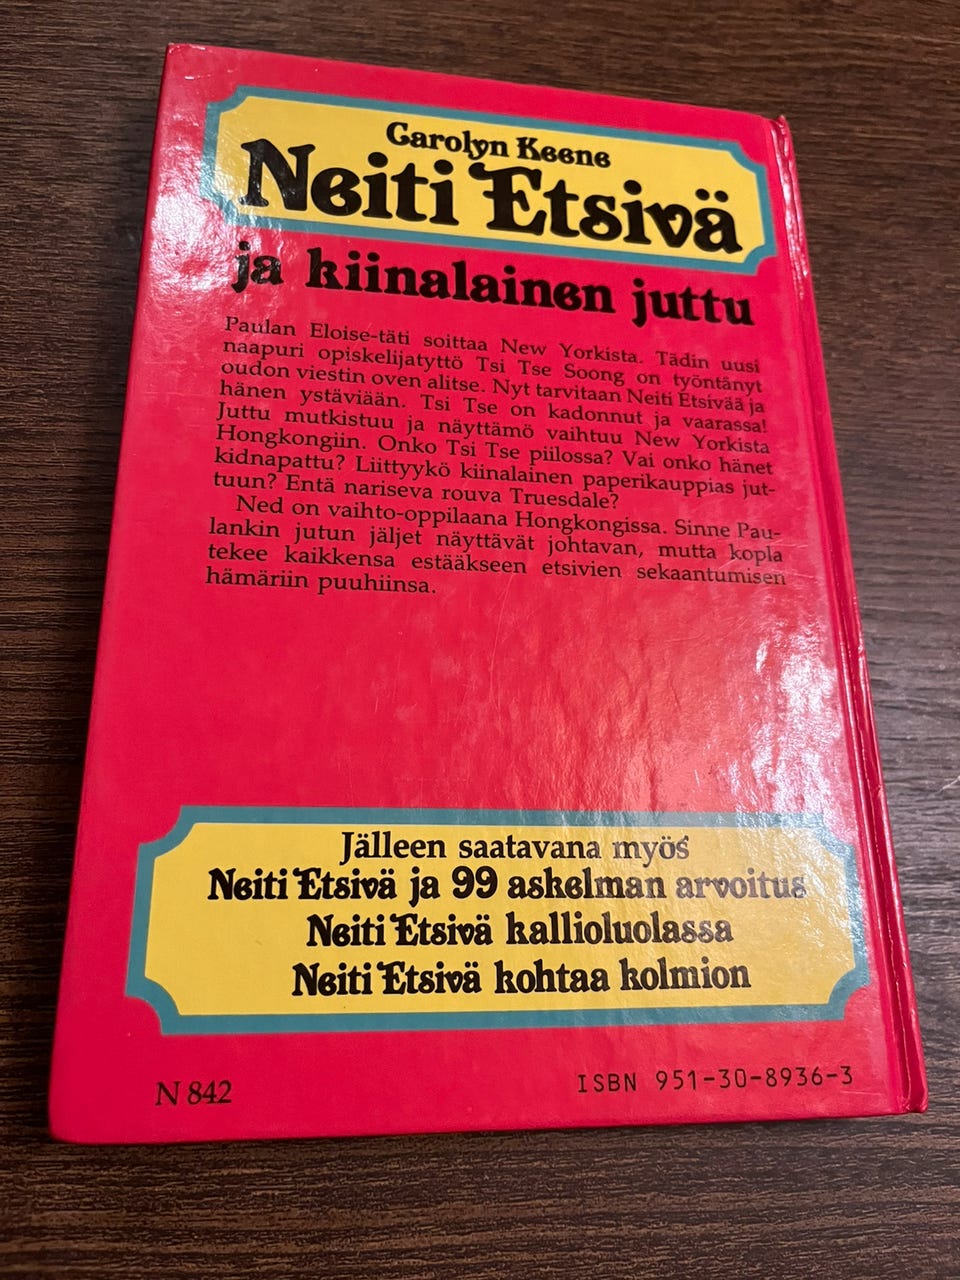 Carolyn Keene
Neiti Etsivä
ja kiinalainen juttu
Paulan Eloise-täti soittaa New Yorkista. Tädin uusi
naapuri opiskelijatyttö Tsi Tse Soong on työntänyt
oudon viestin oven alitse. Nyt tarvitaan Neiti Etsivää ja
hänen ystäviään. Tsi Tse on kadonnut ja vaarassa!
Juttu mutkistuu ja näyttämö vaihtuu New Yorkista
Hongkongiin. Onko Tsi Tse piilossa? Vai onko hänet
kidnapattu? Liittyykö kiinalainen paperikauppias jut-
tuun? Entä nariseva rouva Truesdale?
Ned on vaihto-oppilaana Hongkongissa. Sinne Pau-
lankin jutun jäljet näyttävät johtavan, mutta kopla
tekee kaikkensa estääkseen etsivien sekaantumisen
hämäriin puuhiinsa.
Jälleen saatavana myös
Neiti Etsivä ja 99 askelman arvoitus
Neiti Etsivä kallioluolassa
Neiti Etsivä kohtaa kolmion
N 842
ISBN 951-30-8936-3